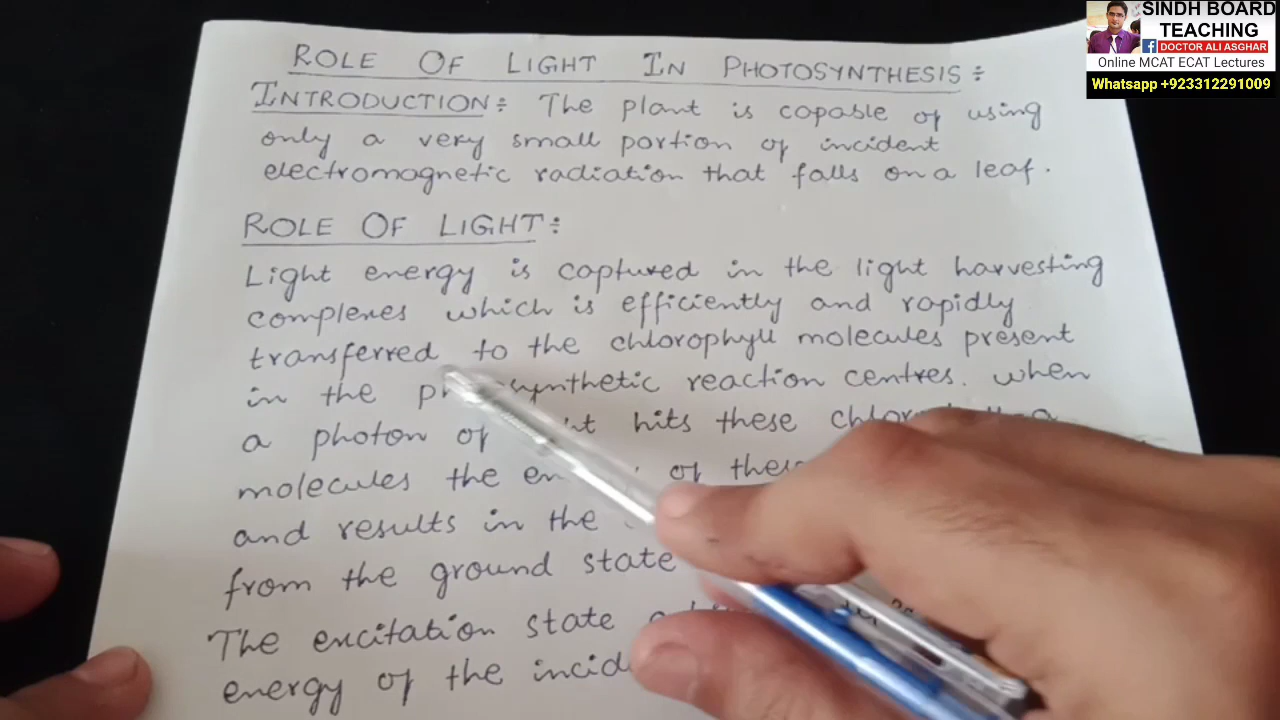 SINDH BOARD
TEACHING
DOCTOR ALI ASGHAR
Online MCAT ECAT Lectures
Whatsapp +923312291009
ROLE OF LIGHT IN PHOTOSYNTHESIS:
INTRODUCTION: The plant is capable of using
only a very small portion of incident
electromagnetic radiation that falls on a leaf.
ROLE OF LIGHT:
Light energy is captured in the light harvesting
complexes which is efficiently and rapidly
transferred to the chlorophyll molecules present
in the synthetic reaction centres. When
a photon of hits these
molecules the of these
and results in the
from the ground state
The excitation state
energy of the